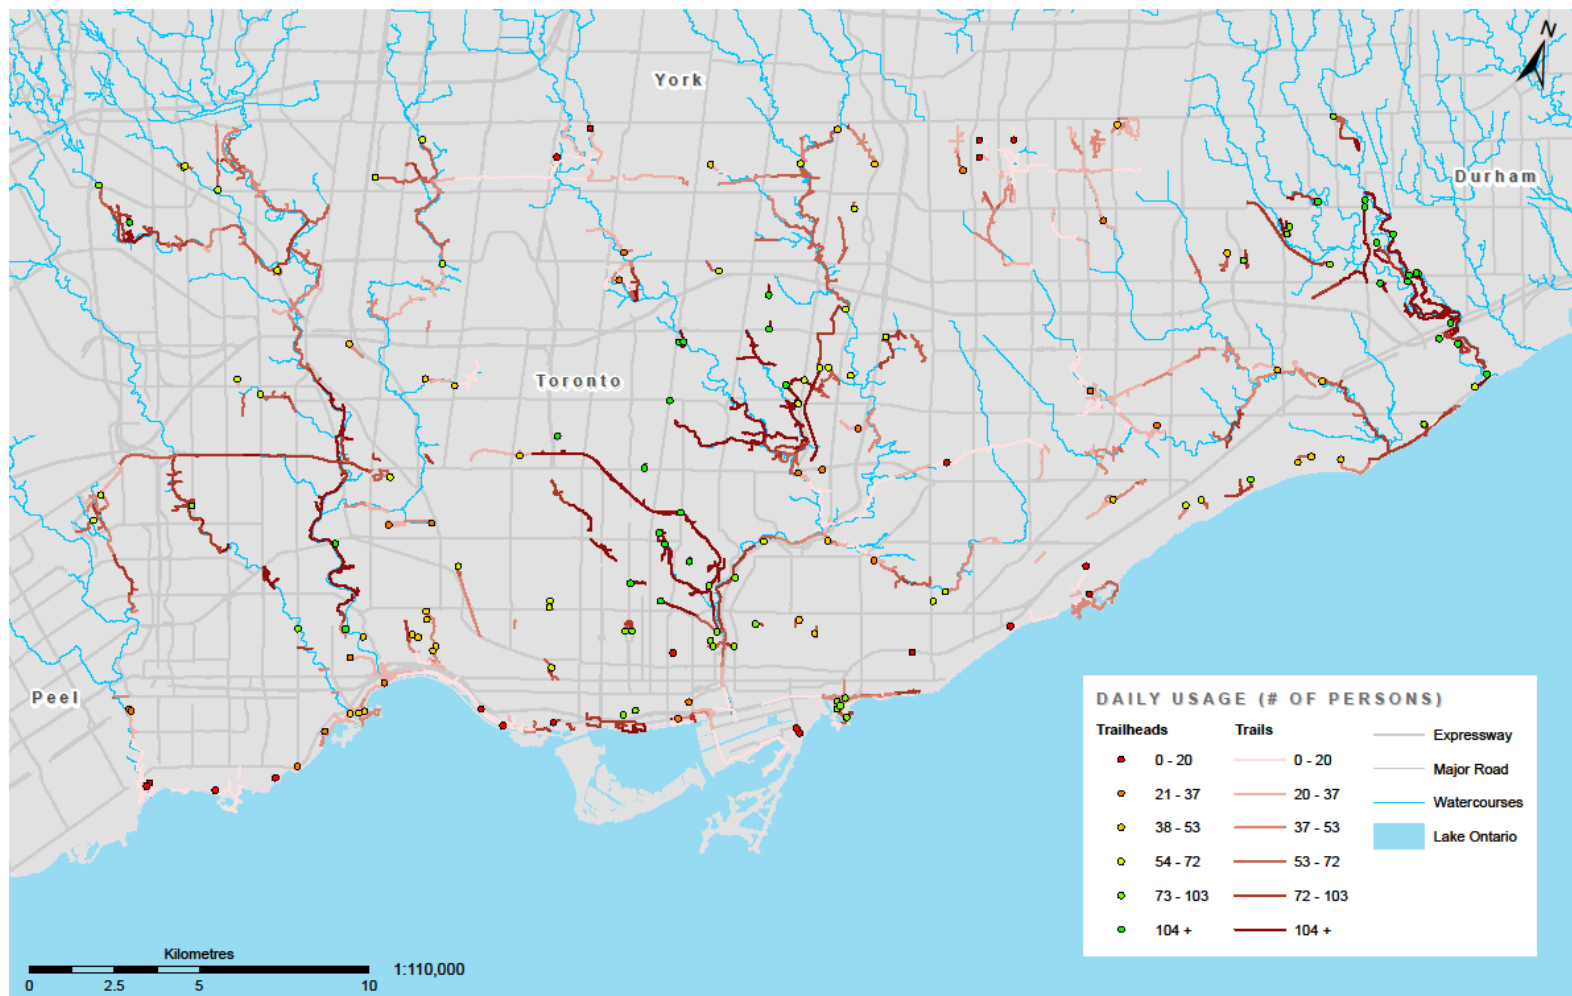 N
York
Durham
Toronto
Peel
DAILY USAGE (# OF PERSONS)
Trailheads Trails
0 - 20 0 - 20 Expressway
21 - 37 20 - 37 Major Road
38 - 53 37 - 53 Watercourses
54 - 72 53 - 72 Lake Ontario
73 - 103 72 - 103
104 + 104 +
Kilometres
1:110,000
0 2.5 5 10